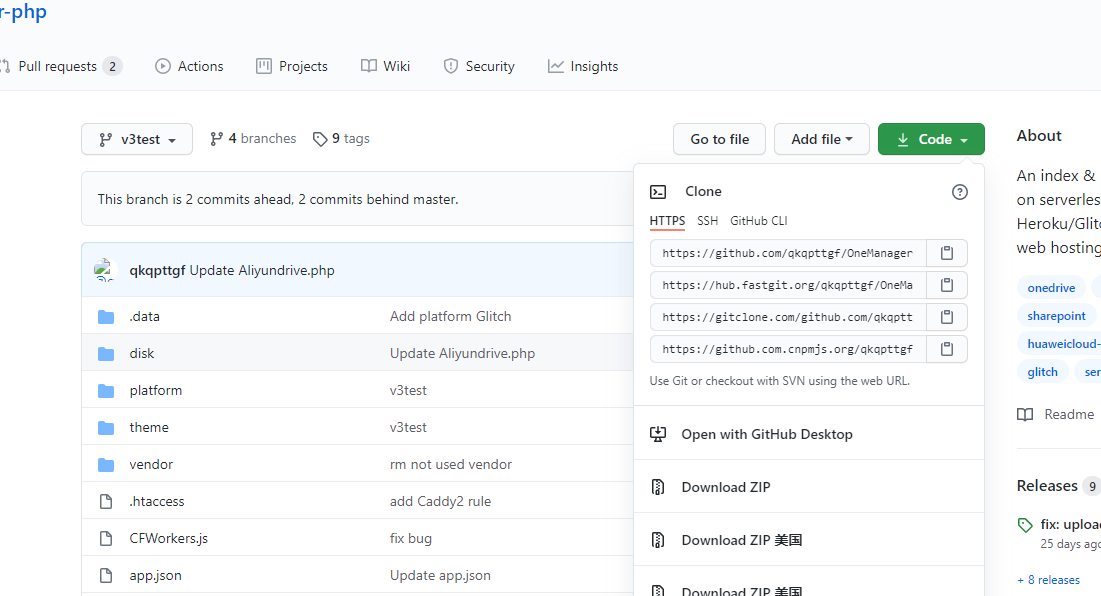 r-php
Pull requests 2 Actions Projects Wiki Security Insights
v3test 4 branches 9 tags Go to file Add file Code
This branch is 2 commits ahead, 2 commits behind master.
qkqpttgf Update Aliyundrive.php
.data Add platform Glitch
disk Update Aliyundrive.php
platform v3test
theme v3test
vendor rm not used vendor
.htaccess add Caddy2 rule
CFWorkers.js fix bug
app.json Update app.json
Clone
HTTPS SSH GitHub CLI
https://github.com/qkqpttgf/OneManager
https://hub.fastgit.org/qkqpttgf/OneMa
https://gitclone.com/github.com/qkqptt
https://github.com.cnpmjs.org/qkqpttgf
Use Git or checkout with SVN using the web URL.
Open with GitHub Desktop
Download ZIP
Download ZIP 美国
Download ZIP 美国
About
An index &
on serverles
Heroku/Glitc
web hosting
onedrive
sharepoint
huaweicloud-
glitch ser
Readme
Releases 9
fix: upload
25 days ago
+ 8 releases